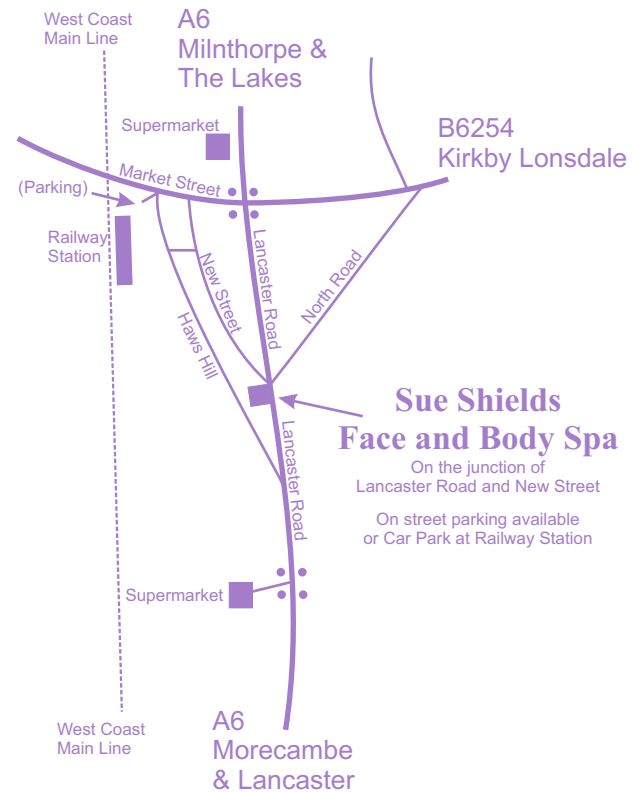 West Coast
Main Line
A6
Milnthorpe &
The Lakes
Supermarket
B6254
Kirkby Lonsdale
Market Street
(Parking)
Railway
Station
New Street
Lancaster Road
North Road
Haws Hill
Sue Shields
Face and Body Spa
On the junction of
Lancaster Road and New Street
On street parking available
or Car Park at Railway Station
Lancaster Road
Supermarket
West Coast
Main Line
A6
Morecambe
& Lancaster